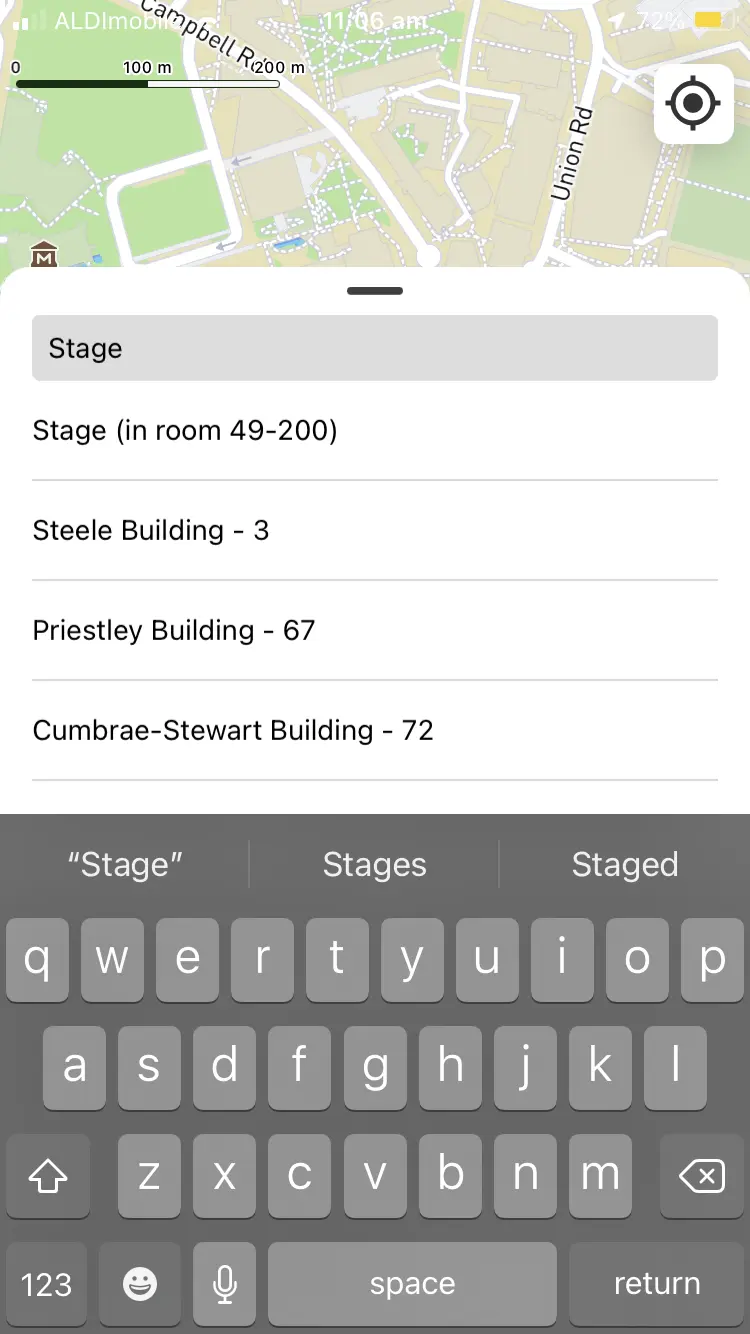 ALDImobile
11:06 am
72%
Campbell Rd
0 100 m 200 m
Union Rd
M
Stage
Stage (in room 49-200)
Steele Building - 3
Priestley Building - 67
Cumbrae-Stewart Building - 72
“Stage” Stages Staged
q w e r t y u i o p
a s d f g h j k l
z x c v b n m
123 space return